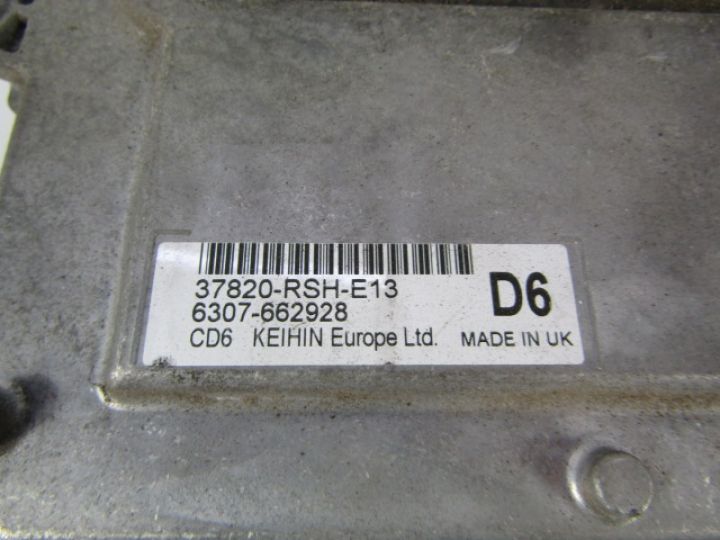 37820-RSH-E13
6307-662928 D6
CD6 KEIHIN Europe Ltd. MADE IN UK